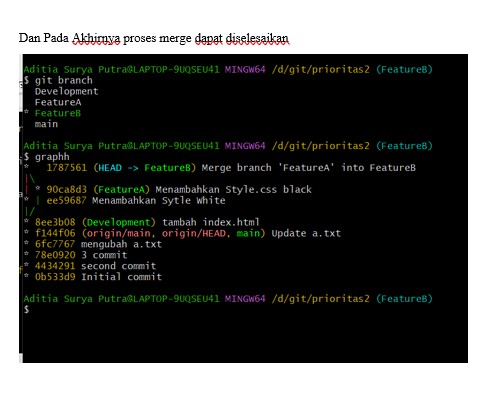 Dan Pada Akhirnya proses merge dapat diselesaikan
Aditia Surya Putra@LAPTOP-9UQSEU41 MINGW64 /d/git/prioritas2 (FeatureB)
$ git branch
  Development
  FeatureA
* FeatureB
  main
Aditia Surya Putra@LAPTOP-9UQSEU41 MINGW64 /d/git/prioritas2 (FeatureB)
$ graphh
*   1787561 (HEAD -> FeatureB) Merge branch 'FeatureA' into FeatureB
|\
| * 90ca8d3 (FeatureA) Menambahkan Style.css black
* | ee59687 Menambahkan Sytle White
|/
* 8ee3b08 (Development) tambah index.html
* f144f06 (origin/main, origin/HEAD, main) Update a.txt
* 6fc7767 mengubah a.txt
* 78e0920 3 commit
* 4434291 second commit
* 0b533d9 Initial commit
Aditia Surya Putra@LAPTOP-9UQSEU41 MINGW64 /d/git/prioritas2 (FeatureB)
$